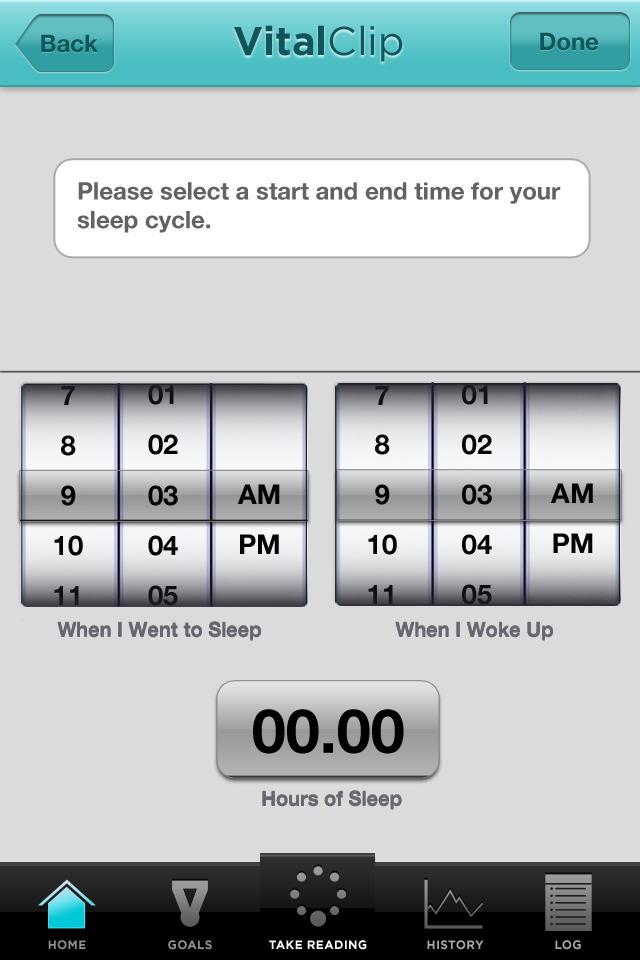 Back
VitalClip
Done
Please select a start and end time for your
sleep cycle.
7 01
8 02
9 03 AM
10 04 PM
11 05
7 01
8 02
9 03 AM
10 04 PM
11 05
When I Went to Sleep
When I Woke Up
00.00
Hours of Sleep
HOME
GOALS
TAKE READING
HISTORY
LOG